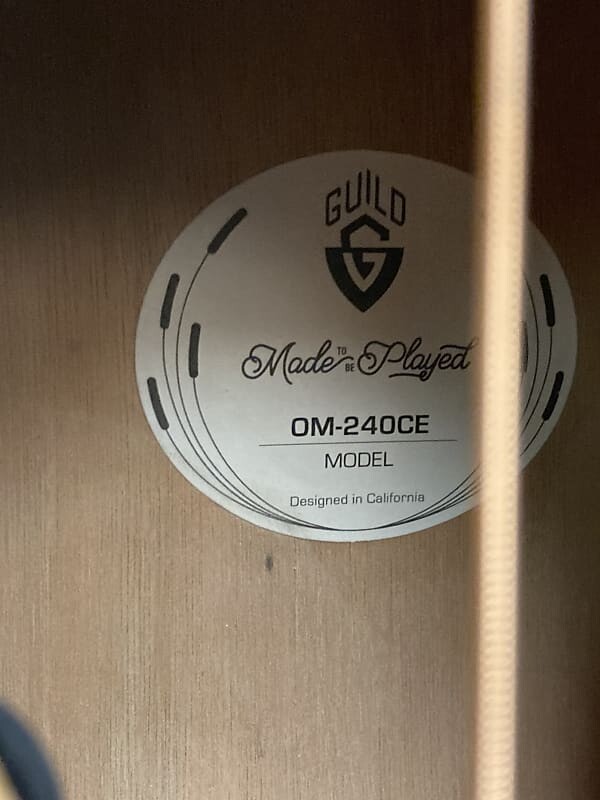 GUILD
G
Made TO BE Played
OM-240CE
MODEL
Designed in California